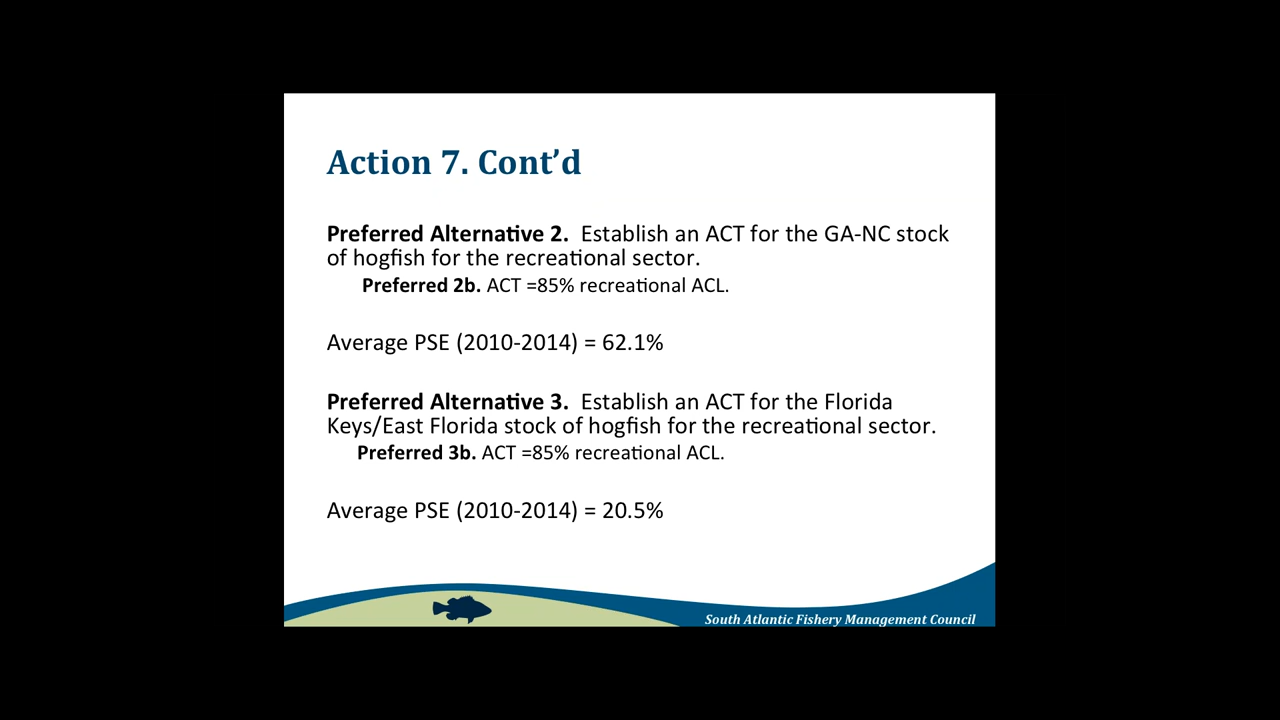 Action 7. Cont’d
Preferred Alternative 2.  Establish an ACT for the GA-NC stock
of hogfish for the recreational sector.
Preferred 2b. ACT =85% recreational ACL.
Average PSE (2010-2014) = 62.1%
Preferred Alternative 3.  Establish an ACT for the Florida
Keys/East Florida stock of hogfish for the recreational sector.
Preferred 3b. ACT =85% recreational ACL.
Average PSE (2010-2014) = 20.5%
South Atlantic Fishery Management Council